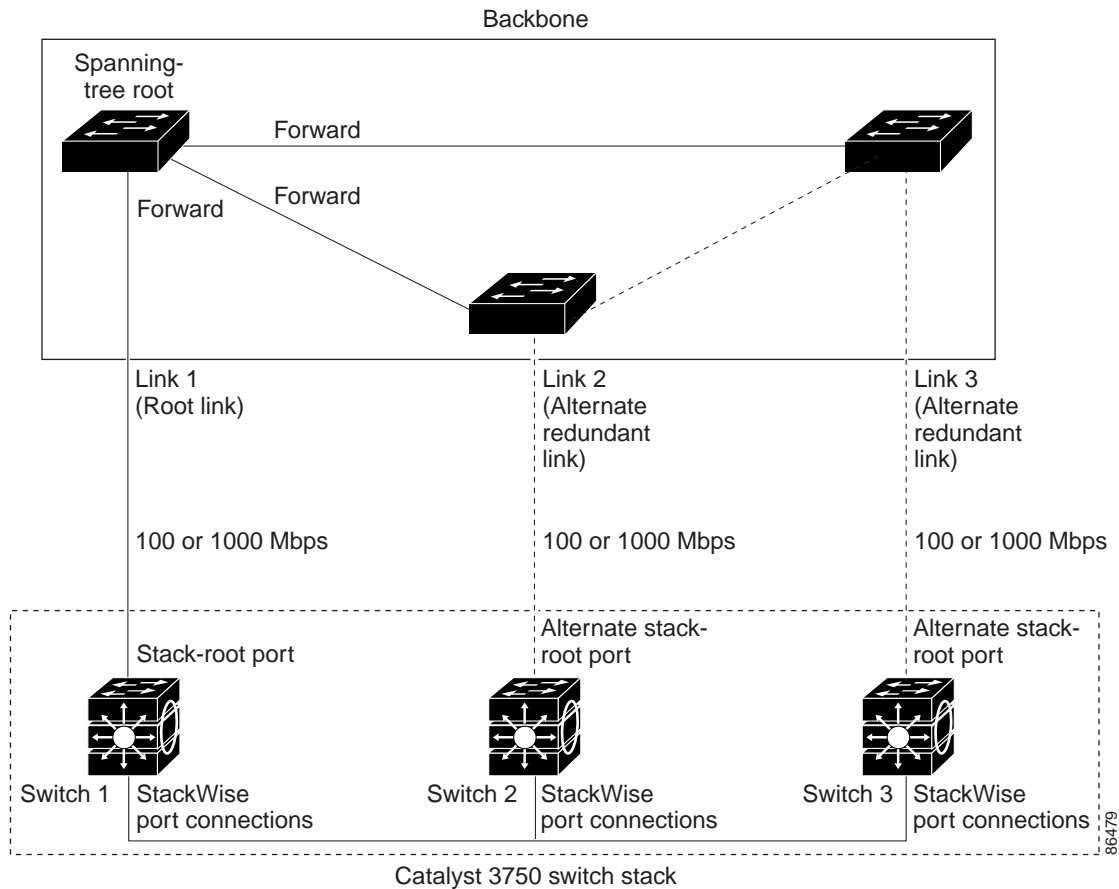 Backbone
Spanning-
tree root
Forward
Forward
Forward
Link 1
(Root link)
Link 2
(Alternate
redundant
link)
Link 3
(Alternate
redundant
link)
100 or 1000 Mbps
100 or 1000 Mbps
100 or 1000 Mbps
Stack-root port
Alternate stack-
root port
Alternate stack-
root port
Switch 1
StackWise
port connections
Switch 2
StackWise
port connections
Switch 3
StackWise
port connections
86479
Catalyst 3750 switch stack